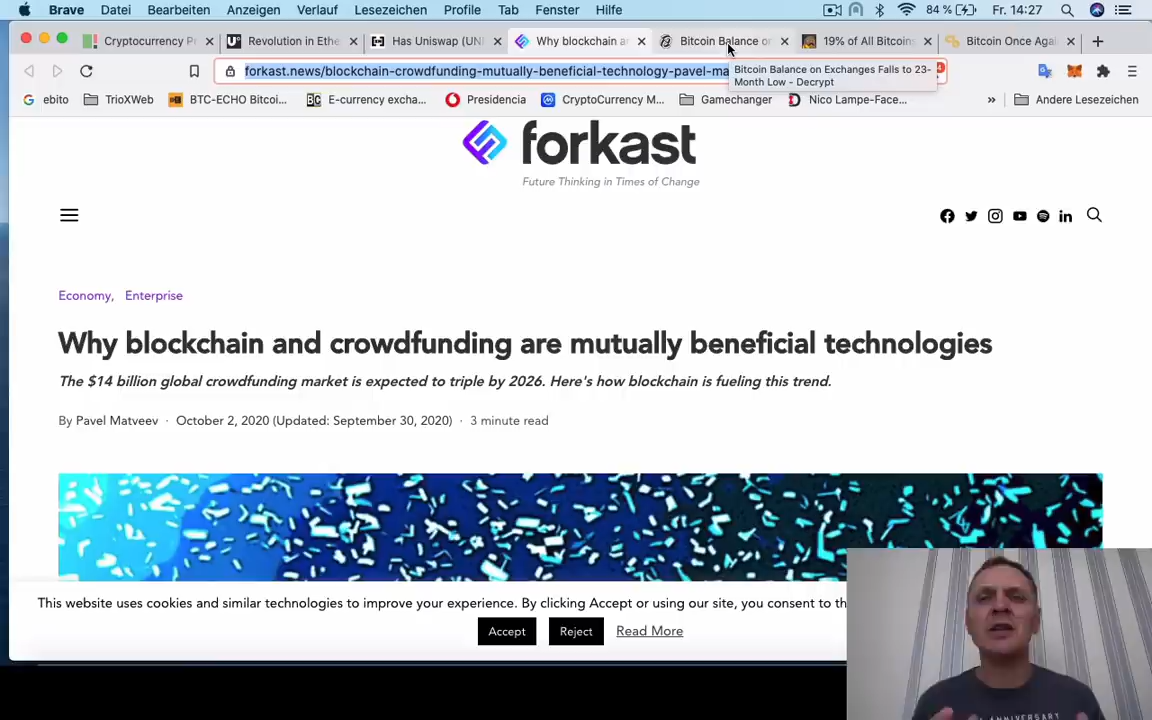 Brave Datei Bearbeiten Anzeigen Verlauf Lesezeichen Profile Tab Fenster Hilfe 84 % Fr. 14:27
Cryptocurrency P Revolution in Ethe Has Uniswap (UNI Why blockchain a Bitcoin Balance o 19% of All Bitcoins Bitcoin Once Aga
forkast.news/blockchain-crowdfunding-mutually-beneficial-technology-pavel-ma
Bitcoin Balance on Exchanges Falls to 23-
Month Low - Decrypt
ebito TrioXWeb BTC-ECHO Bitcoi... E-currency excha... Presidencia CryptoCurrency M... Gamechanger Nico Lampe-Face... » Andere Lesezeichen
forkast
Future Thinking in Times of Change
Economy, Enterprise
Why blockchain and crowdfunding are mutually beneficial technologies
The $14 billion global crowdfunding market is expected to triple by 2026. Here's how blockchain is fueling this trend.
By Pavel Matveev · October 2, 2020 (Updated: September 30, 2020) · 3 minute read
This website uses cookies and similar technologies to improve your experience. By clicking Accept or using our site, you consent to th
Accept Reject Read More
ANNIVERSARY